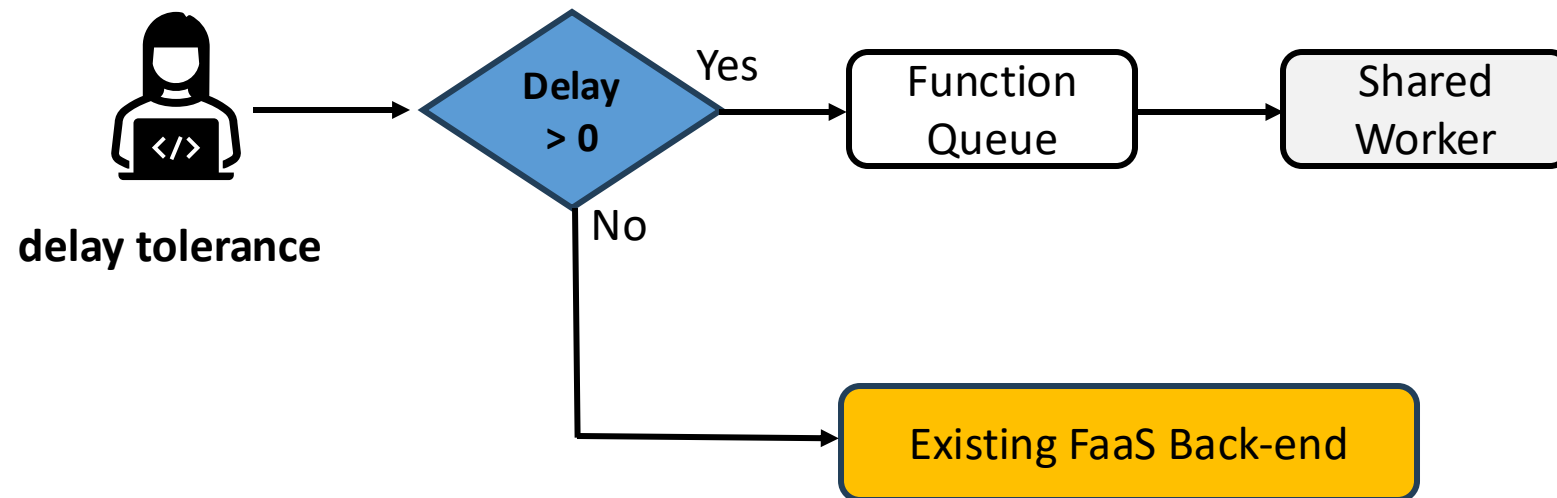 delay tolerance
</>
Delay
> 0
Yes
No
Function
Queue
Shared
Worker
Existing FaaS Back-end